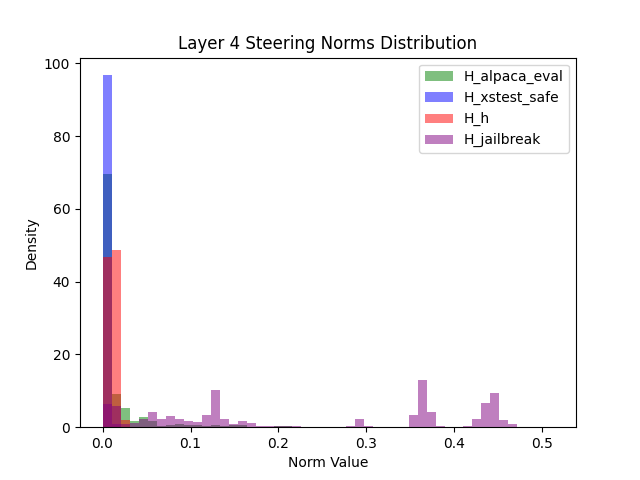 Layer 4 Steering Norms Distribution
H_alpaca_eval
H_xstest_safe
H_h
H_jailbreak
100
80
60
40
20
0
Density
0.0 0.1 0.2 0.3 0.4 0.5
Norm Value